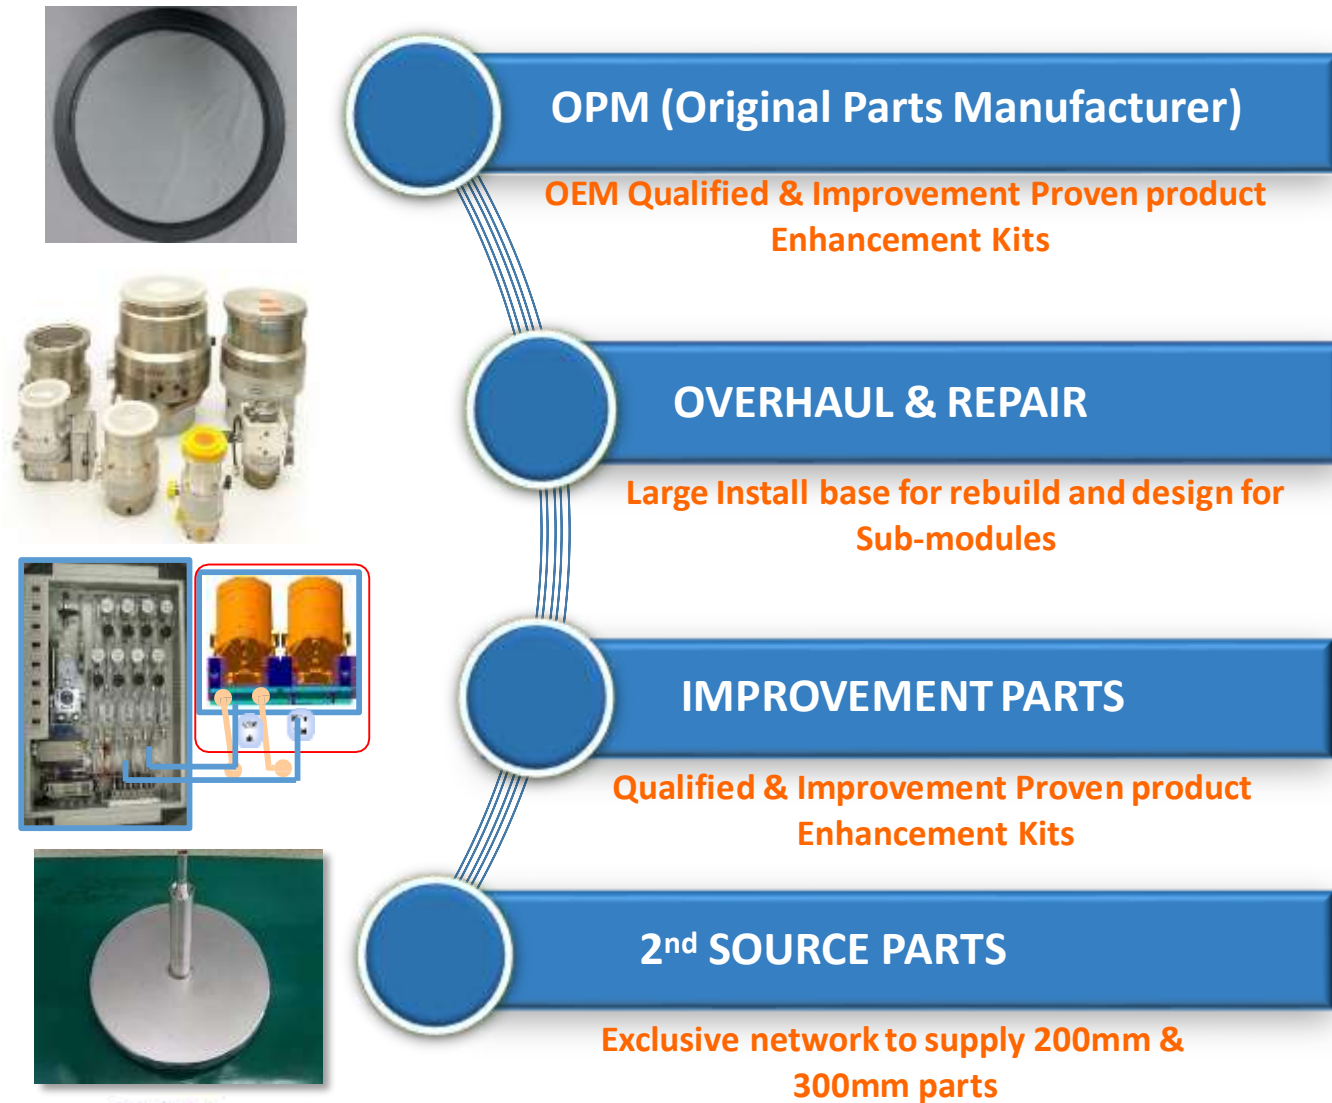 OPM (Original Parts Manufacturer)
OEM Qualified & Improvement Proven product
Enhancement Kits
OVERHAUL & REPAIR
Large Install base for rebuild and design for
Sub-modules
IMPROVEMENT PARTS
Qualified & Improvement Proven product
Enhancement Kits
2nd SOURCE PARTS
Exclusive network to supply 200mm &
300mm parts